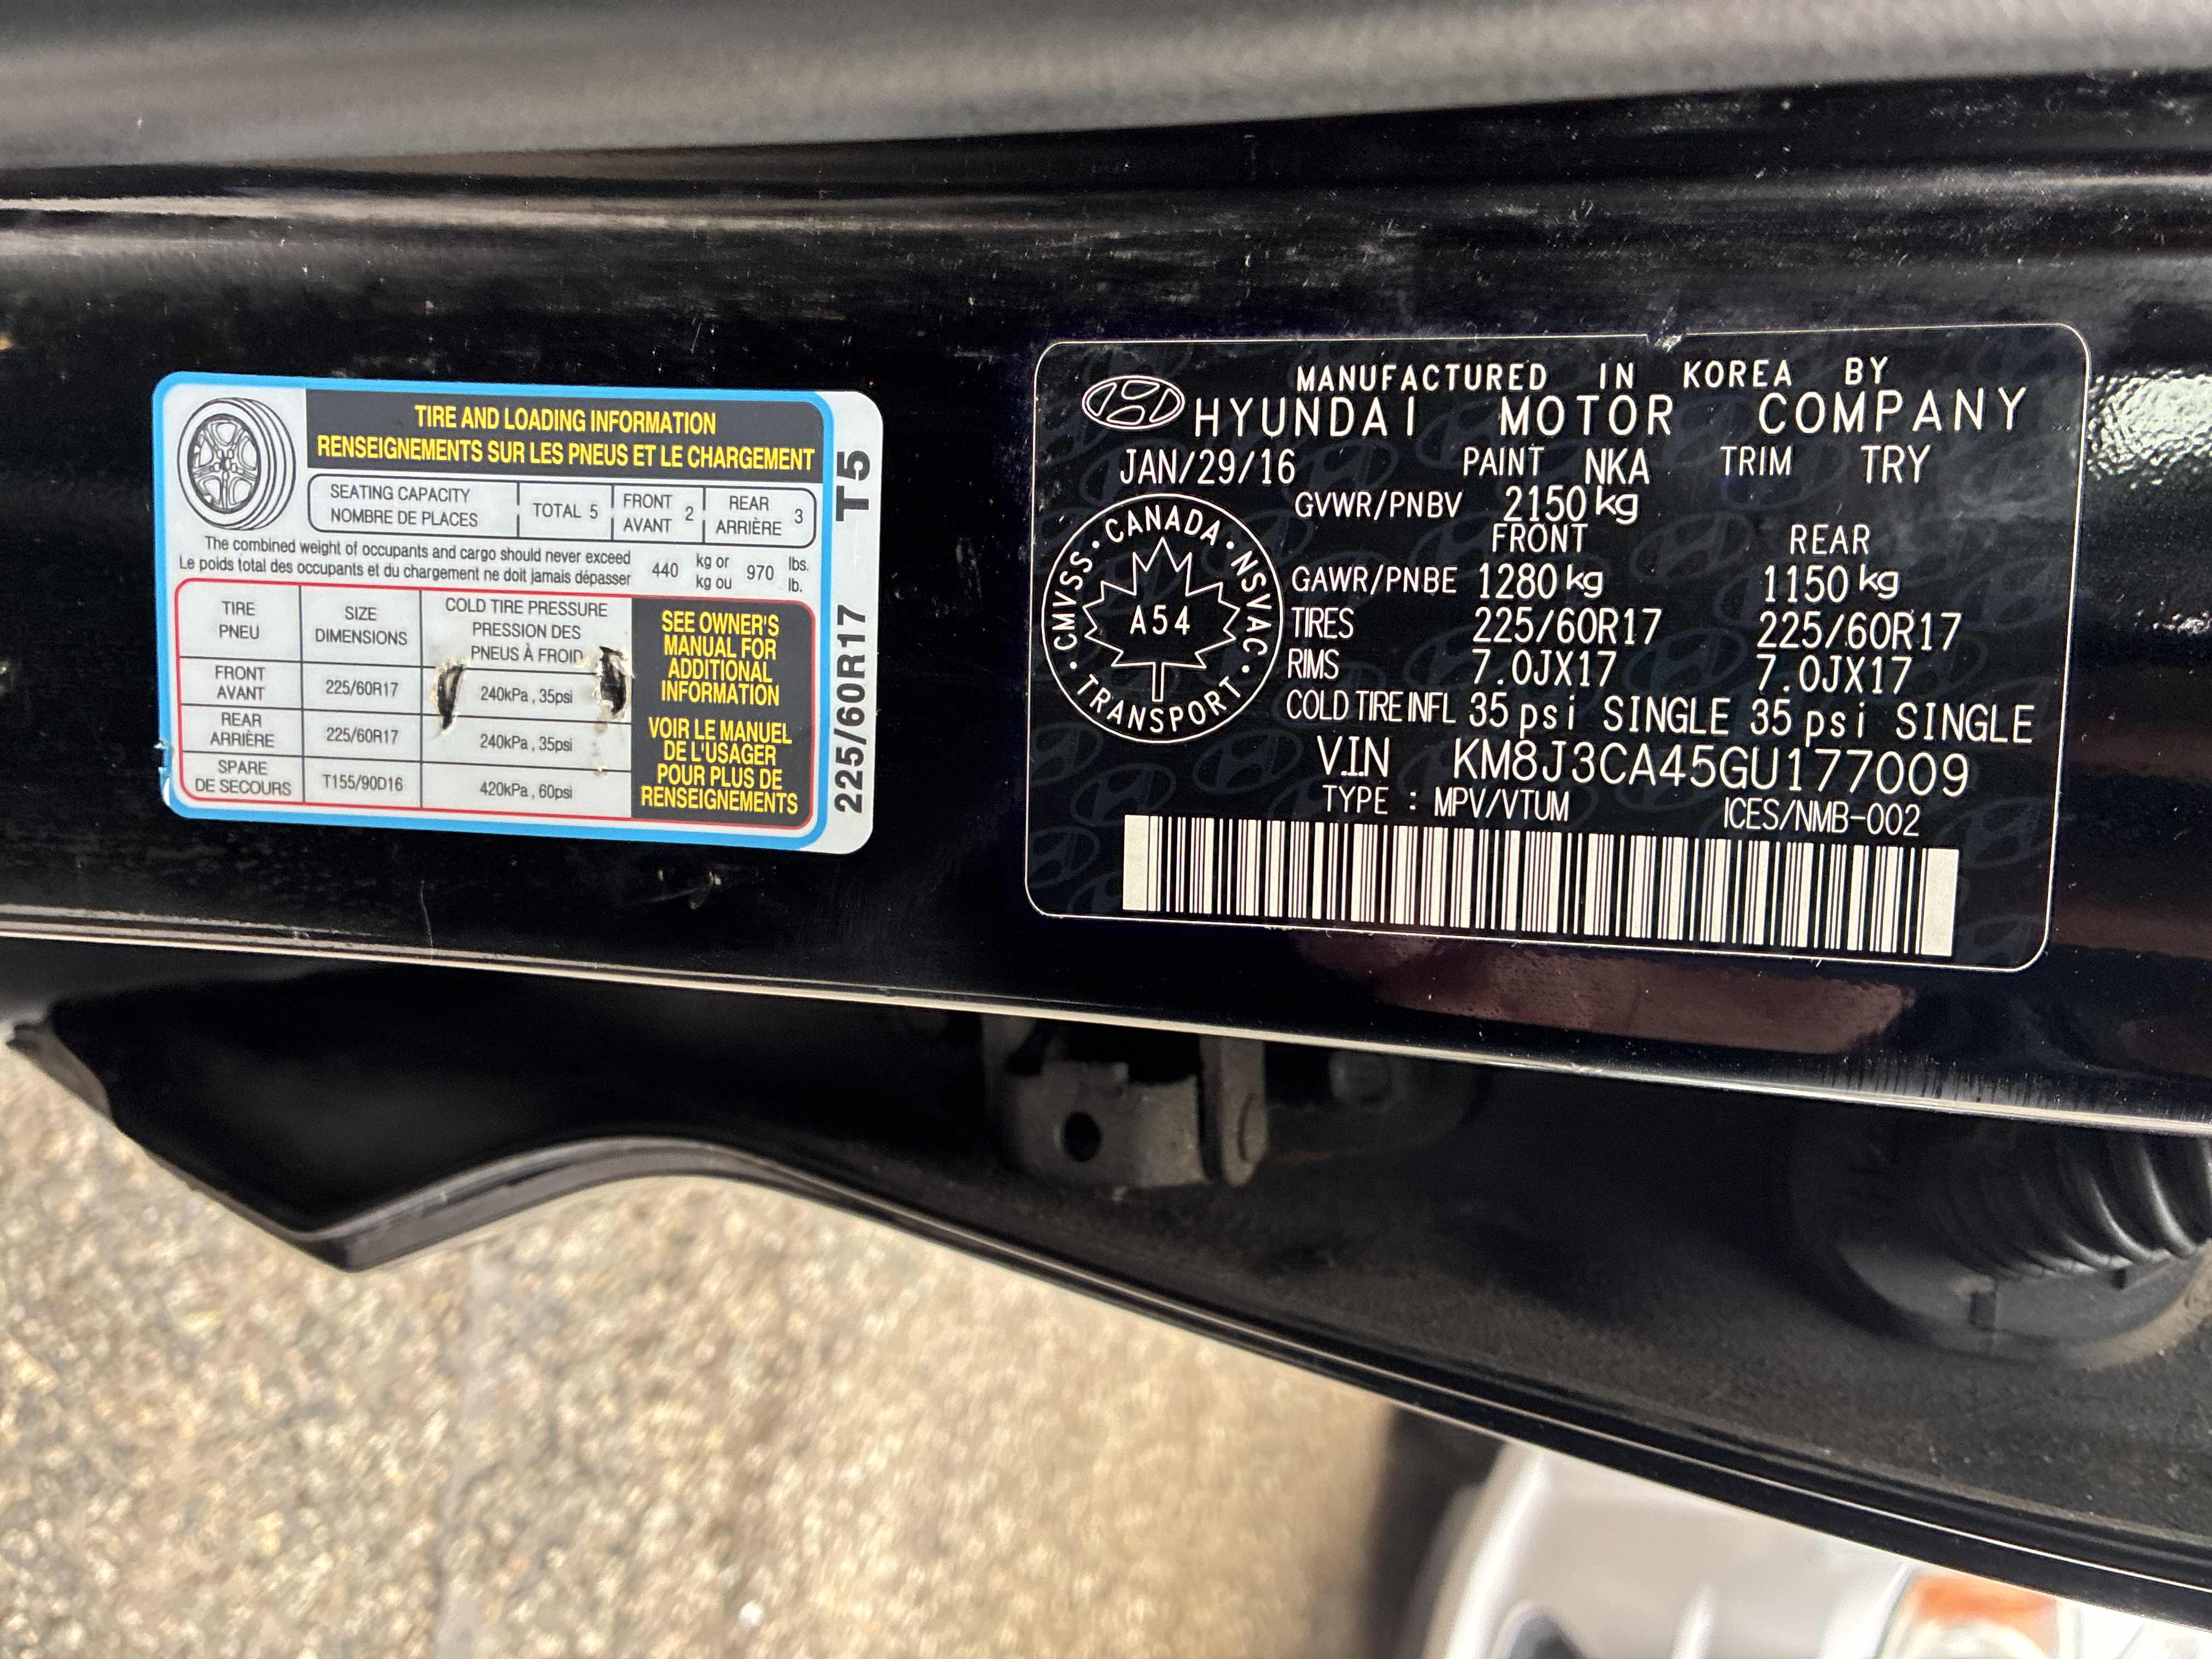 TIRE AND LOADING INFORMATION
RENSEIGNEMENTS SUR LES PNEUS ET LE CHARGEMENT
SEATING CAPACITY
NOMBRE DE PLACES
TOTAL 5
FRONT
AVANT
2
REAR
ARRIÈRE
3
The combined weight of occupants and cargo should never exceed
Le poids total des occupants et du chargement ne doit jamais dépasser
440
kg or
kg ou
970
lbs.
lb.
TIRE
PNEU
SIZE
DIMENSIONS
COLD TIRE PRESSURE
PRESSION DES
PNEUS À FROID
FRONT
AVANT
225/60R17
240kPa , 35psi
REAR
ARRIÈRE
225/60R17
240kPa , 35psi
SPARE
DE SECOURS
T155/90D16
420kPa , 60psi
SEE OWNER'S
MANUAL FOR
ADDITIONAL
INFORMATION
VOIR LE MANUEL
DE L'USAGER
POUR PLUS DE
RENSEIGNEMENTS
225/60R17 T5
MANUFACTURED IN KOREA BY
HYUNDAI MOTOR COMPANY
JAN/29/16 PAINT NKA TRIM TRY
GVWR/PNBV 2150 kg
FRONT REAR
GAWR/PNBE 1280 kg 1150 kg
TIRES 225/60R17 225/60R17
RIMS 7.0JX17 7.0JX17
COLD TIRE INFL 35 psi SINGLE 35 psi SINGLE
V.I.N KM8J3CA45GU177009
TYPE : MPV/VTUM ICES/NMB-002
CMVSS • CANADA • NSVAC • TRANSPORT •
A54